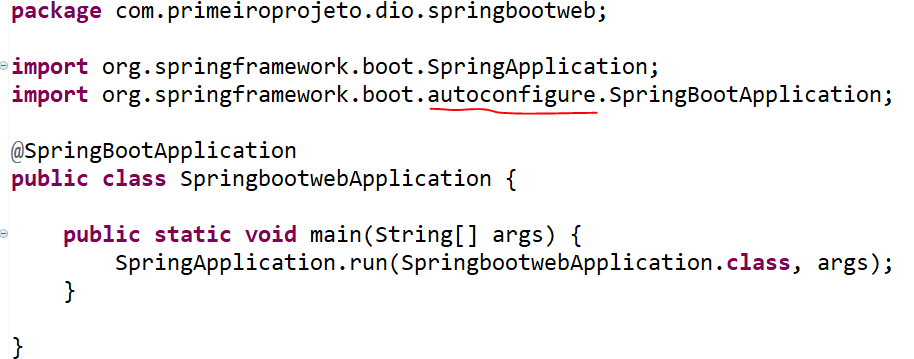 package com.primeiroprojeto.dio.springbootweb;
import org.springframework.boot.SpringApplication;
import org.springframework.boot.autoconfigure.SpringBootApplication;
@SpringBootApplication
public class SpringbootwebApplication {
public static void main(String[] args) {
SpringApplication.run(SpringbootwebApplication.class, args);
}
}